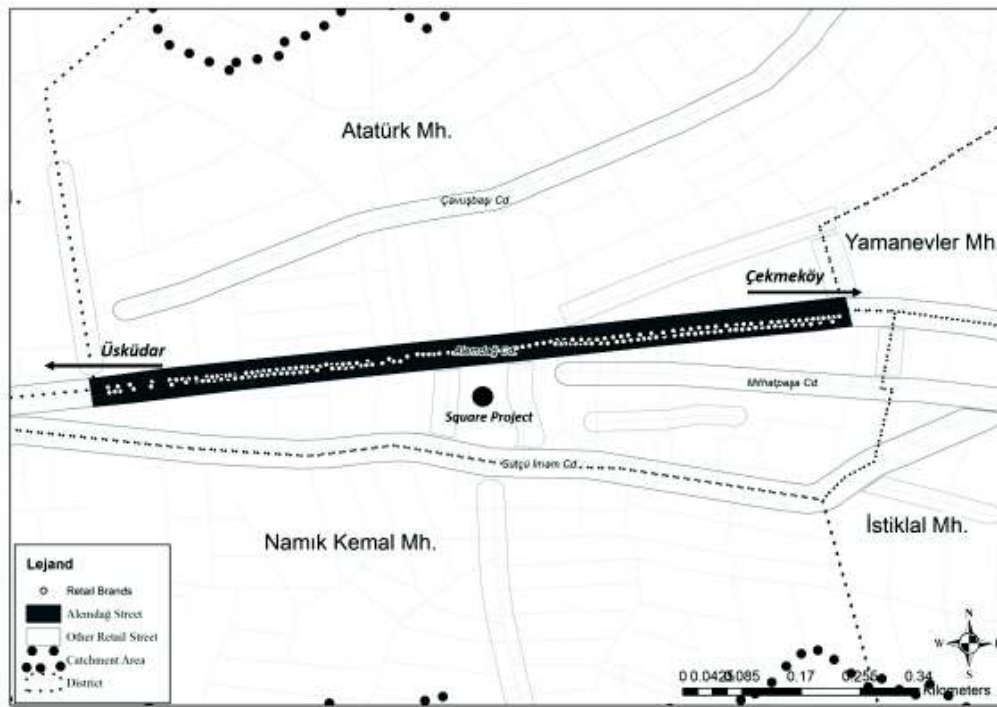 Atatürk Mh.
Çavuşbaşı Cd.
Yamanevler Mh.
Çekmeköy
Üsküdar
Alemdağ Cd.
Mithatpaşa Cd.
Square Project
Sütçü İmam Cd.
Namık Kemal Mh.
İstiklal Mh.
Lejand
Retail Brands
Alemdağ Street
Other Retail Street
Catchment Area
District
N
W
S
0 0.0425 0.085 0.17 0.255 0.34
Kilometers